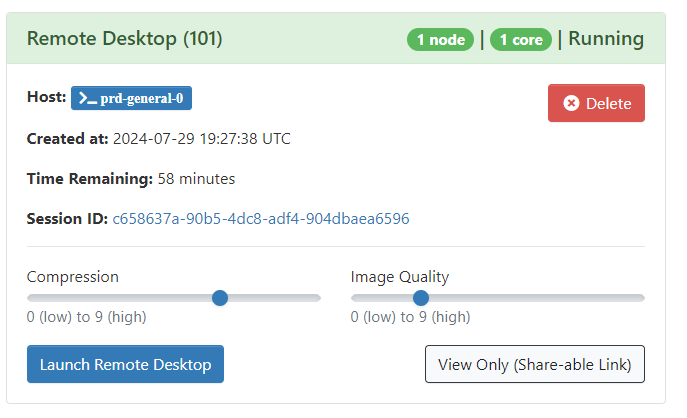 Remote Desktop (101) 1 node | 1 core | Running
Host: >_ prd-general-0
Delete
Created at: 2024-07-29 19:27:38 UTC
Time Remaining: 58 minutes
Session ID: c658637a-90b5-4dc8-adf4-904dbaea6596
Compression
0 (low) to 9 (high)
Image Quality
0 (low) to 9 (high)
Launch Remote Desktop
View Only (Share-able Link)